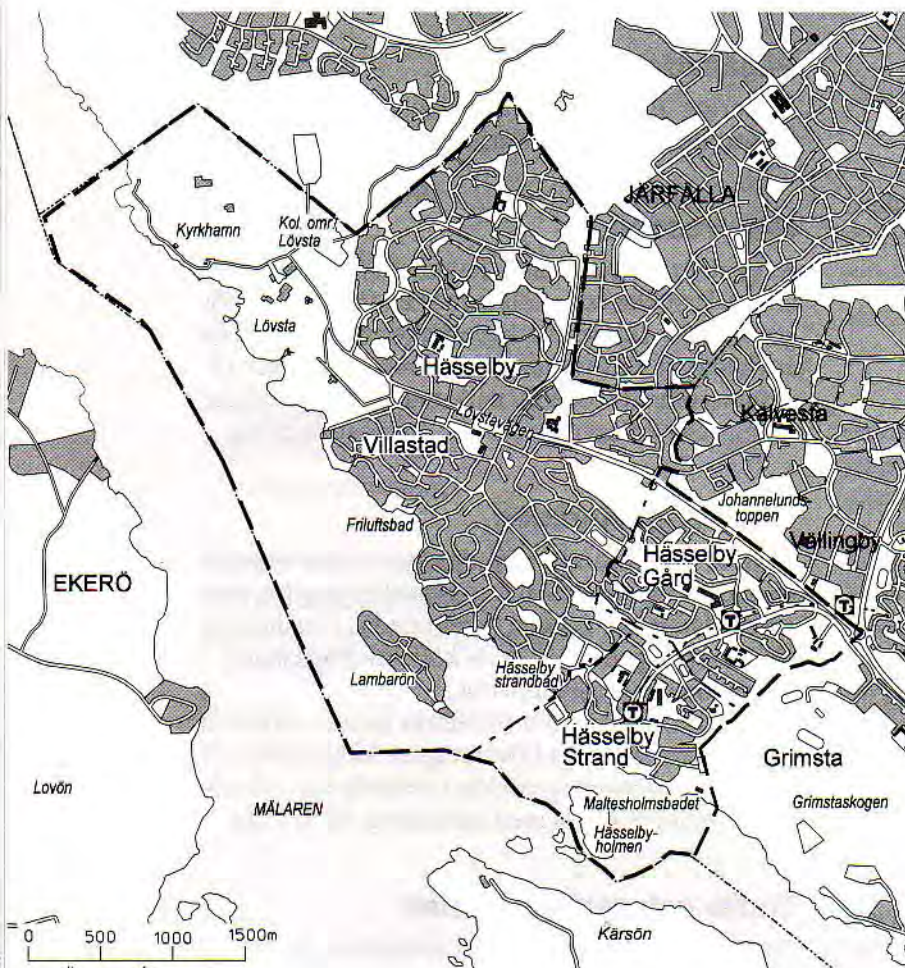 JÄRFÄLLA
Kyrkhamn
Kol. omr.
Lövsta
Lövsta
Hässelby
Lövstavägen
Kälvesta
Villastad
Johannelunds-
toppen
Friluftsbad
Hässelby
Gård
Vällingby
EKERÖ
T
T
Lambarön
Hässelby
strandbad
T
Hässelby
Strand
Grimsta
Lovön
MÄLAREN
Maltesholmsbadet
Grimstaskogen
Hässelby-
holmen
Kärsön
0 500 1000 1500m